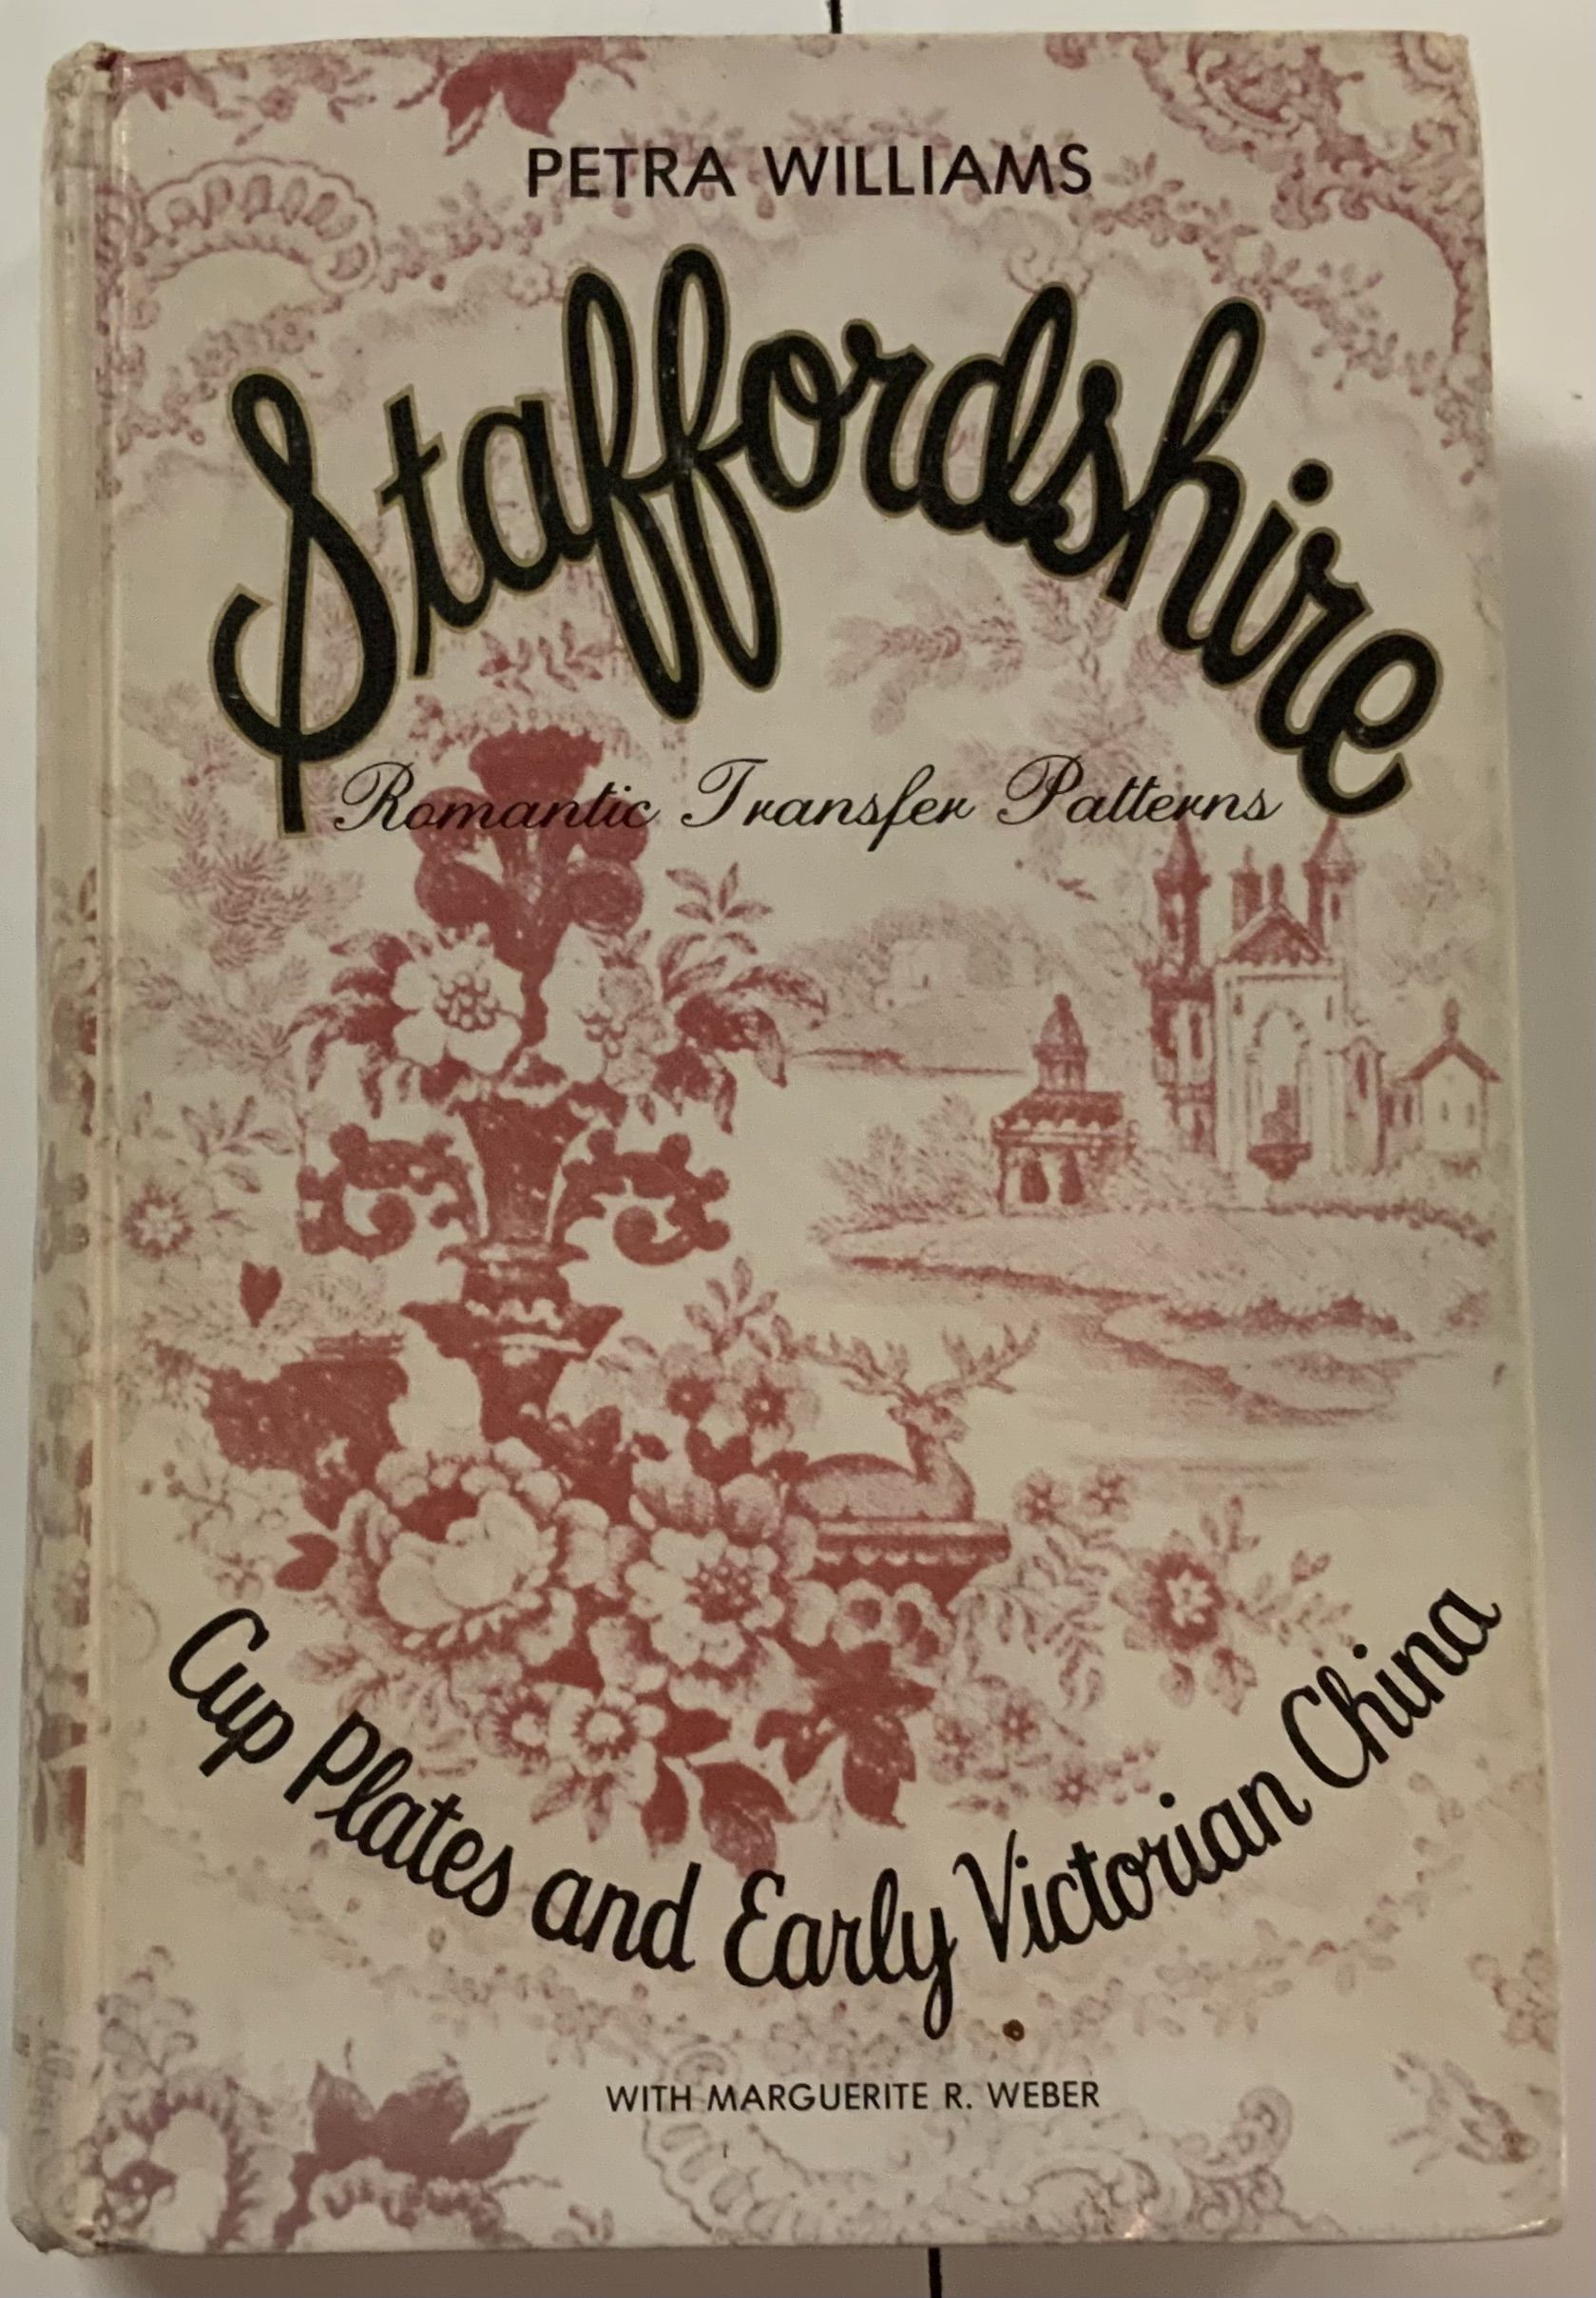 PETRA WILLIAMS
Staffordshire
Romantic Transfer Patterns
Cup Plates and Early Victorian China
WITH MARGUERITE R. WEBER